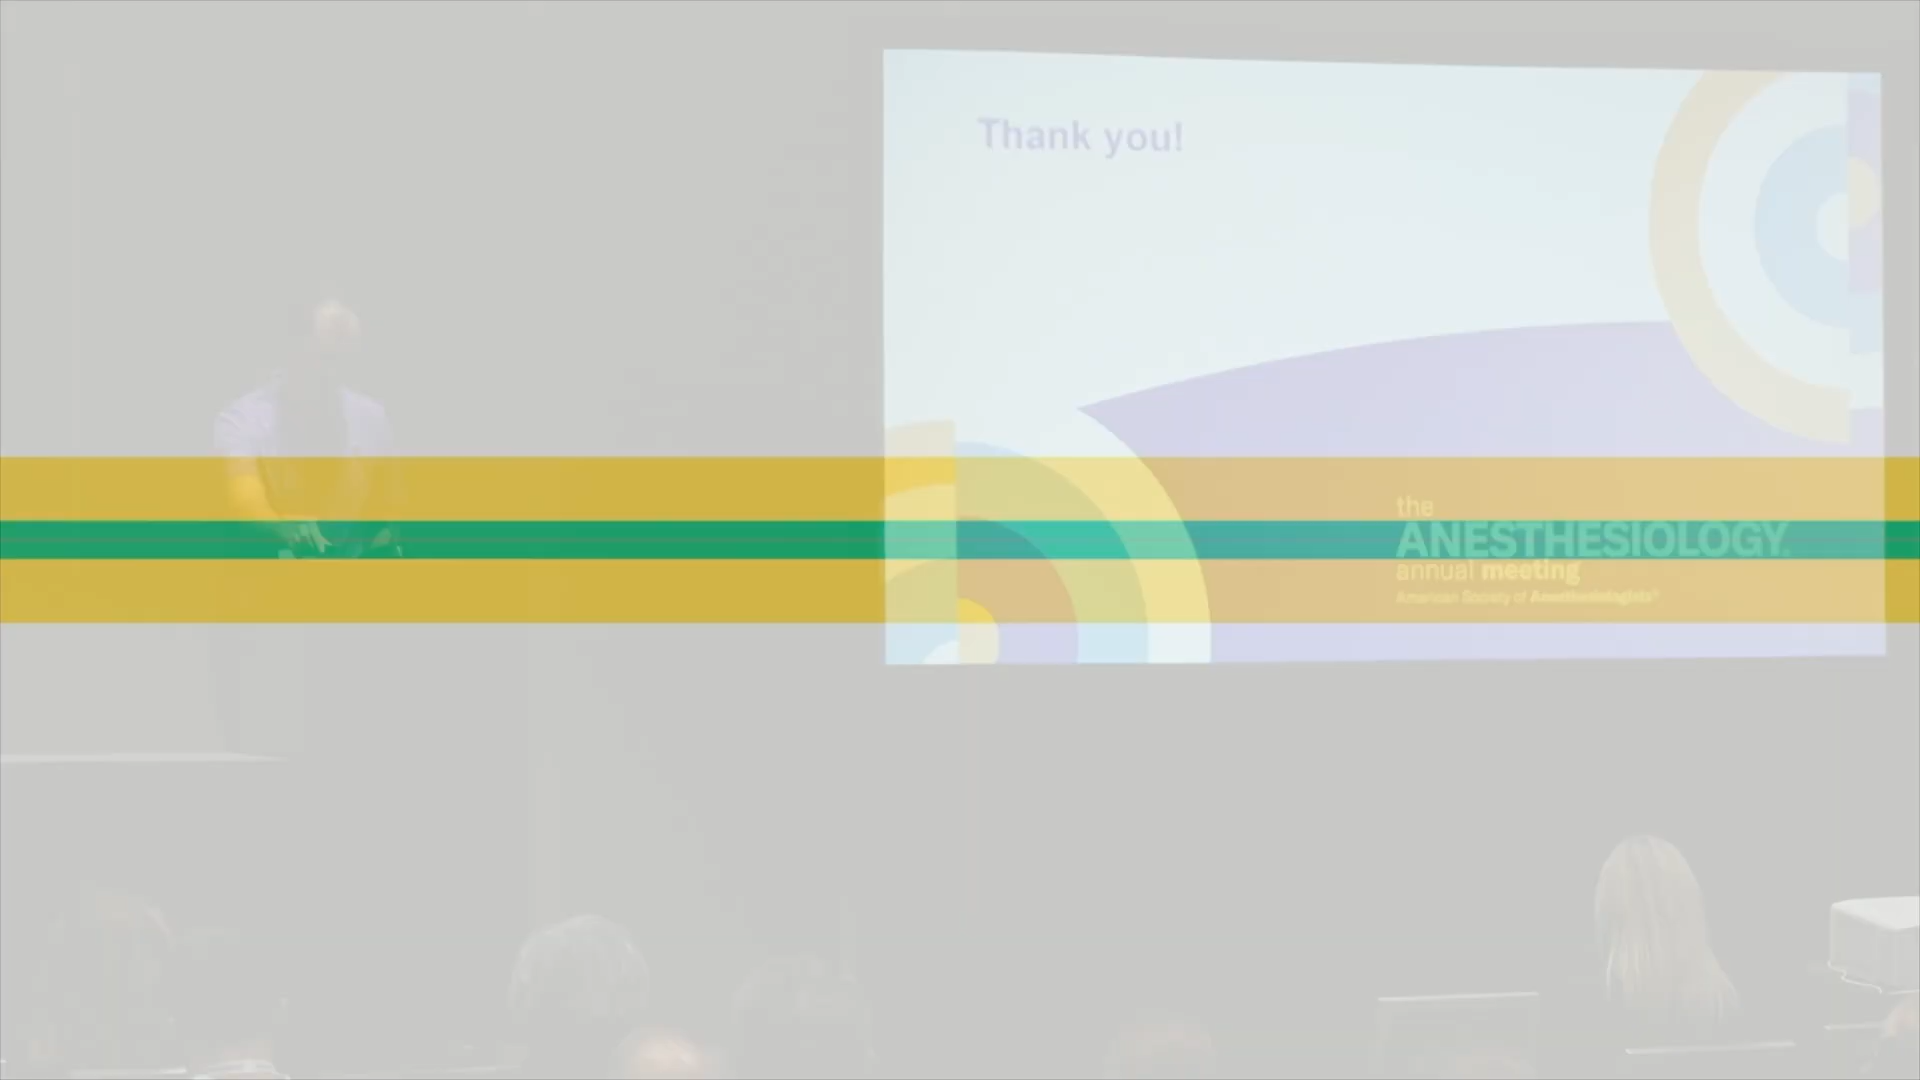 Thank you!
the
ANESTHESIOLOGY®
annual meeting
American Society of Anesthesiologists®